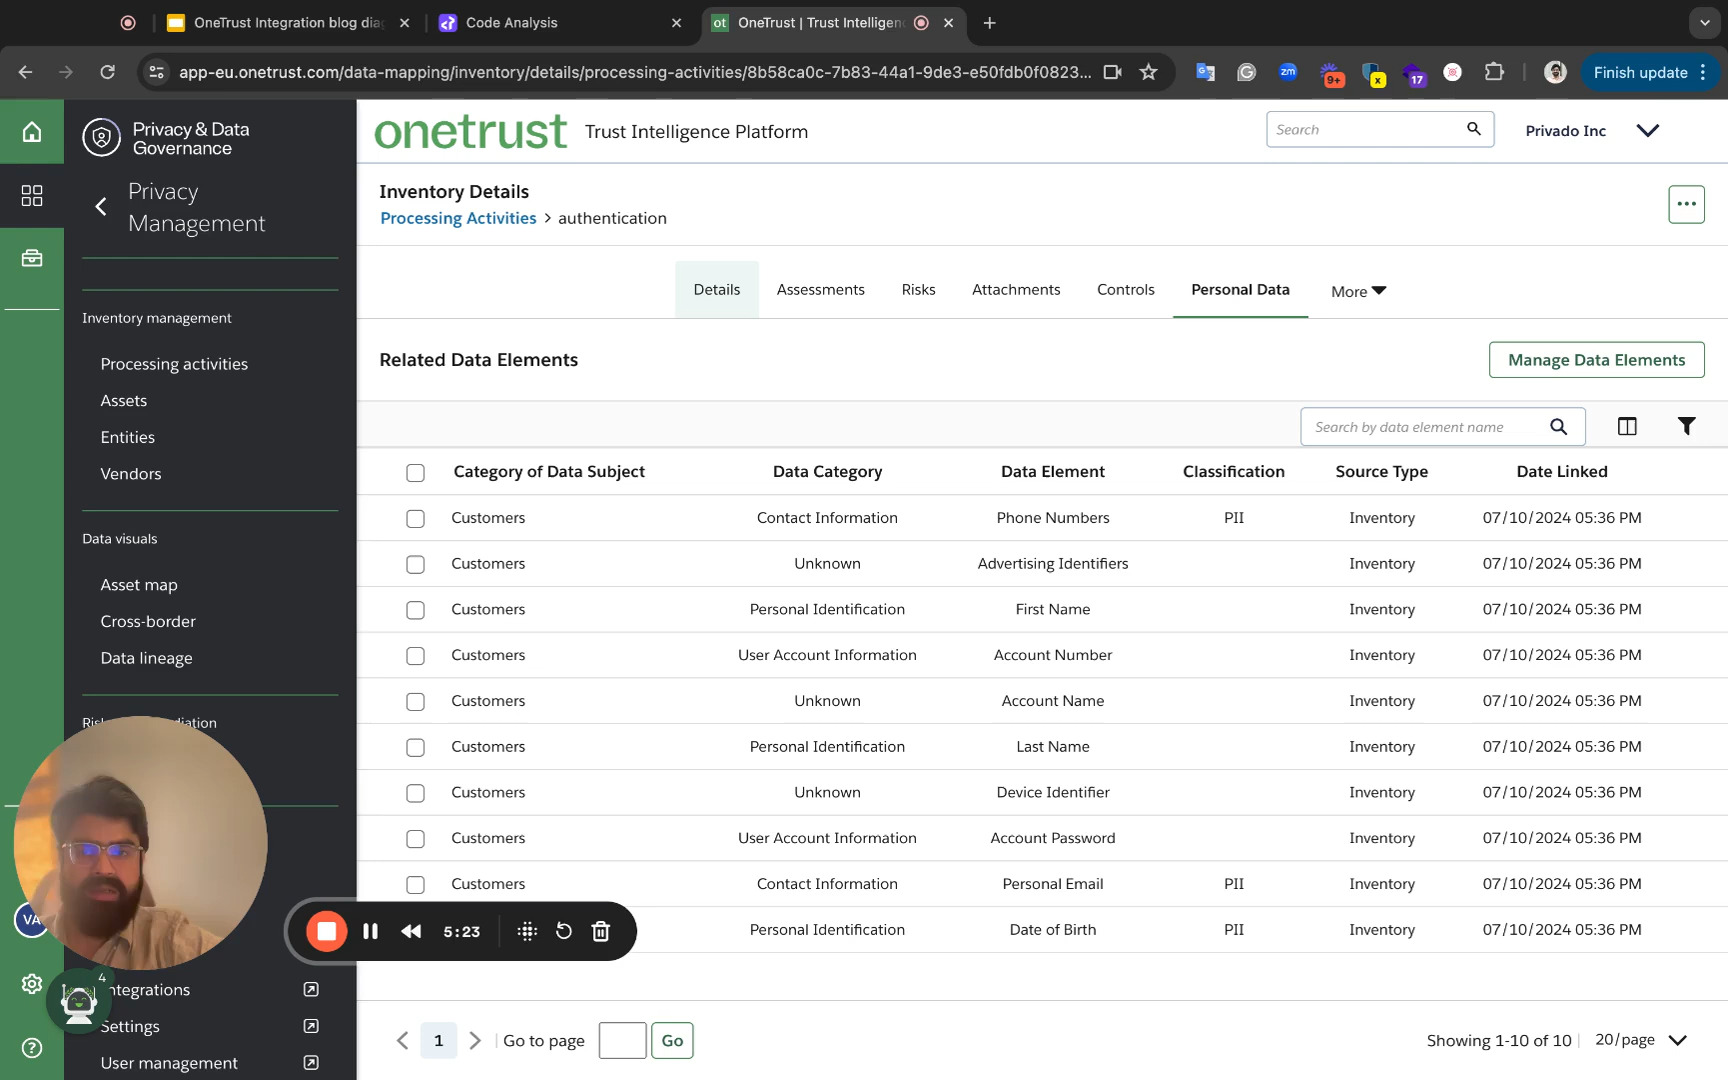 OneTrust Integration blog dia
Code Analysis
OneTrust | Trust Intelligenc
app-eu.onetrust.com/data-mapping/inventory/details/processing-activities/8b58ca0c-7b83-44a1-9de3-e50fdb0f0823...
zm
9+
x
17
Finish update
Privacy & Data
Governance
Privacy
Management
Inventory management
Processing activities
Assets
Entities
Vendors
Data visuals
Asset map
Cross-border
Data lineage
VA
4
ntegrations
Settings
User management
onetrust Trust Intelligence Platform
Search
Privado Inc
Inventory Details
Processing Activities > authentication
Details Assessments Risks Attachments Controls Personal Data More
Related Data Elements
Manage Data Elements
Search by data element name
Category of Data Subject Data Category Data Element Classification Source Type Date Linked
Customers Contact Information Phone Numbers PII Inventory 07/10/2024 05:36 PM
Customers Unknown Advertising Identifiers Inventory 07/10/2024 05:36 PM
Customers Personal Identification First Name Inventory 07/10/2024 05:36 PM
Customers User Account Information Account Number Inventory 07/10/2024 05:36 PM
Customers Unknown Account Name Inventory 07/10/2024 05:36 PM
Customers Personal Identification Last Name Inventory 07/10/2024 05:36 PM
Customers Unknown Device Identifier Inventory 07/10/2024 05:36 PM
Customers User Account Information Account Password Inventory 07/10/2024 05:36 PM
Customers Contact Information Personal Email PII Inventory 07/10/2024 05:36 PM
Personal Identification Date of Birth PII Inventory 07/10/2024 05:36 PM
5:23
1 Go to page Go
Showing 1-10 of 10 20/page